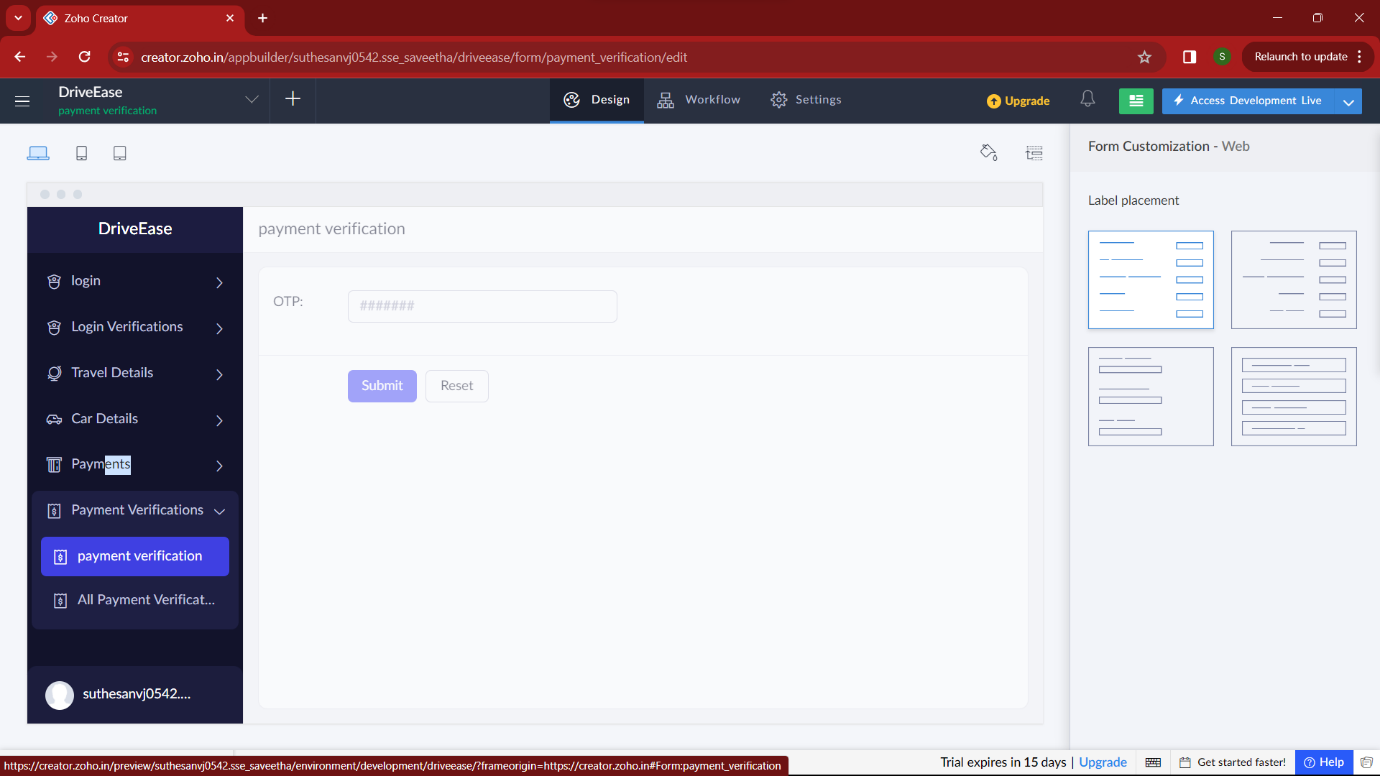 Zoho Creator
creator.zoho.in/appbuilder/suthesanvj0542.sse_saveetha/driveease/form/payment_verification/edit
S
Relaunch to update
DriveEase
payment verification
Design
Workflow
Settings
Upgrade
Access Development Live
Form Customization - Web
Label placement
DriveEase
payment verification
login
Login Verifications
Travel Details
Car Details
Payments
Payment Verifications
payment verification
All Payment Verificat...
suthesanvj0542....
OTP:
#######
Submit
Reset
https://creator.zoho.in/preview/suthesanvj0542.sse_saveetha/environment/development/driveease/?frameorigin=https://creator.zoho.in#Form:payment_verification
Trial expires in 15 days | Upgrade
Get started faster!
Help